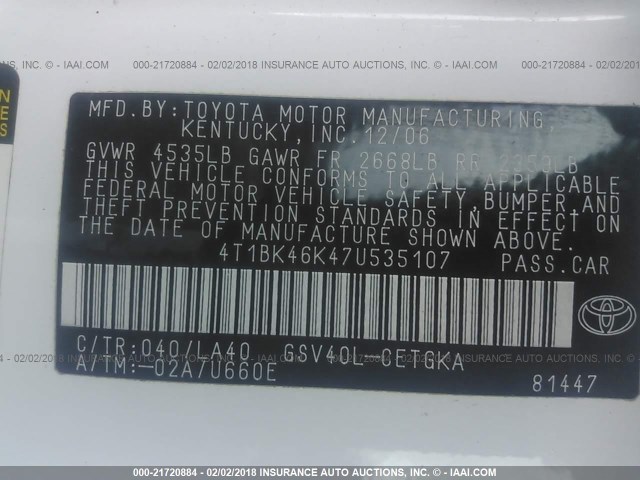 000-21720884 - 02/02/2018 INSURANCE AUTO AUCTIONS - © IAAI.COM
MFD.BY:TOYOTA MOTOR MANUFACTURING,
KENTUCKY,INC.12/06
GVWR 4535LB GAWR FR 2668LB RR 2359LB
THIS VEHICLE CONFORMS TO ALL APPLICABLE
FEDERAL MOTOR VEHICLE SAFETY, BUMPER,AND
THEFT PREVENTION STANDARDS IN EFFECT ON
THE DATE OF MANUFACTURE SHOWN ABOVE.
4T1BK46K47U535107 PASS.CAR
C/TR:040/LA40 GSV40L-CETGKA
A/TM:-02A/U660E
81447
TOYOTA
N
E
S
000-21720884 - 02/02/2018 INSURANCE AUTO AUCTIONS - © IAAI.COM